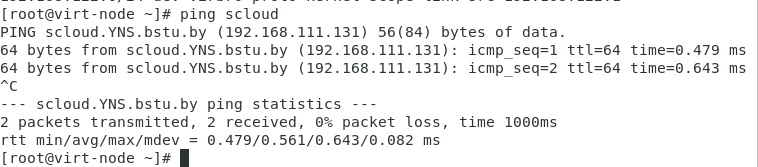 [root@virt-node ~]# ping scloud
PING scloud.YNS.bstu.by (192.168.111.131) 56(84) bytes of data.
64 bytes from scloud.YNS.bstu.by (192.168.111.131): icmp_seq=1 ttl=64 time=0.479 ms
64 bytes from scloud.YNS.bstu.by (192.168.111.131): icmp_seq=2 ttl=64 time=0.643 ms
^C
--- scloud.YNS.bstu.by ping statistics ---
2 packets transmitted, 2 received, 0% packet loss, time 1000ms
rtt min/avg/max/mdev = 0.479/0.561/0.643/0.082 ms
[root@virt-node ~]#